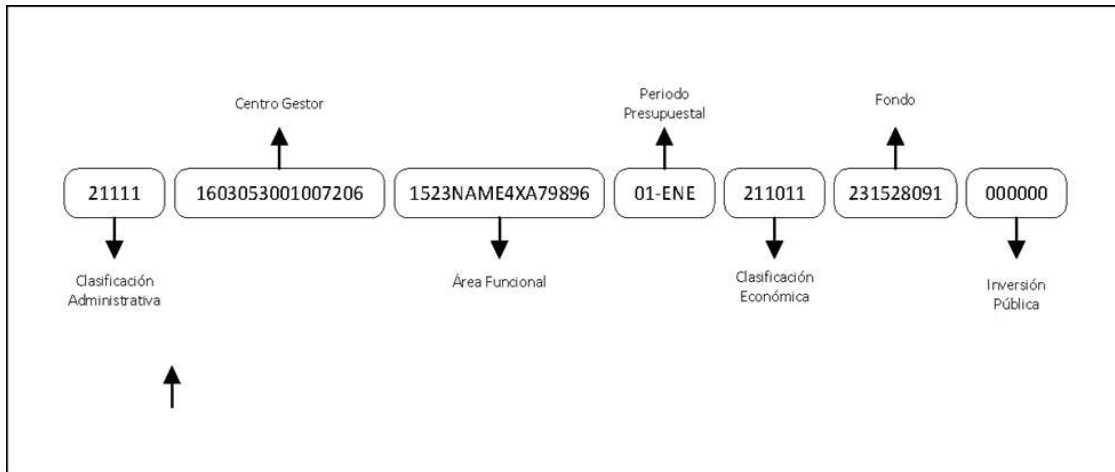 Centro Gestor
Periodo
Presupuestal
Fondo
21111 1603053001007206 1523NAME4XA79896 01-ENE 211011 231528091 000000
Clasificación
Administrativa
Área Funcional
Clasificación
Económica
Inversión
Pública